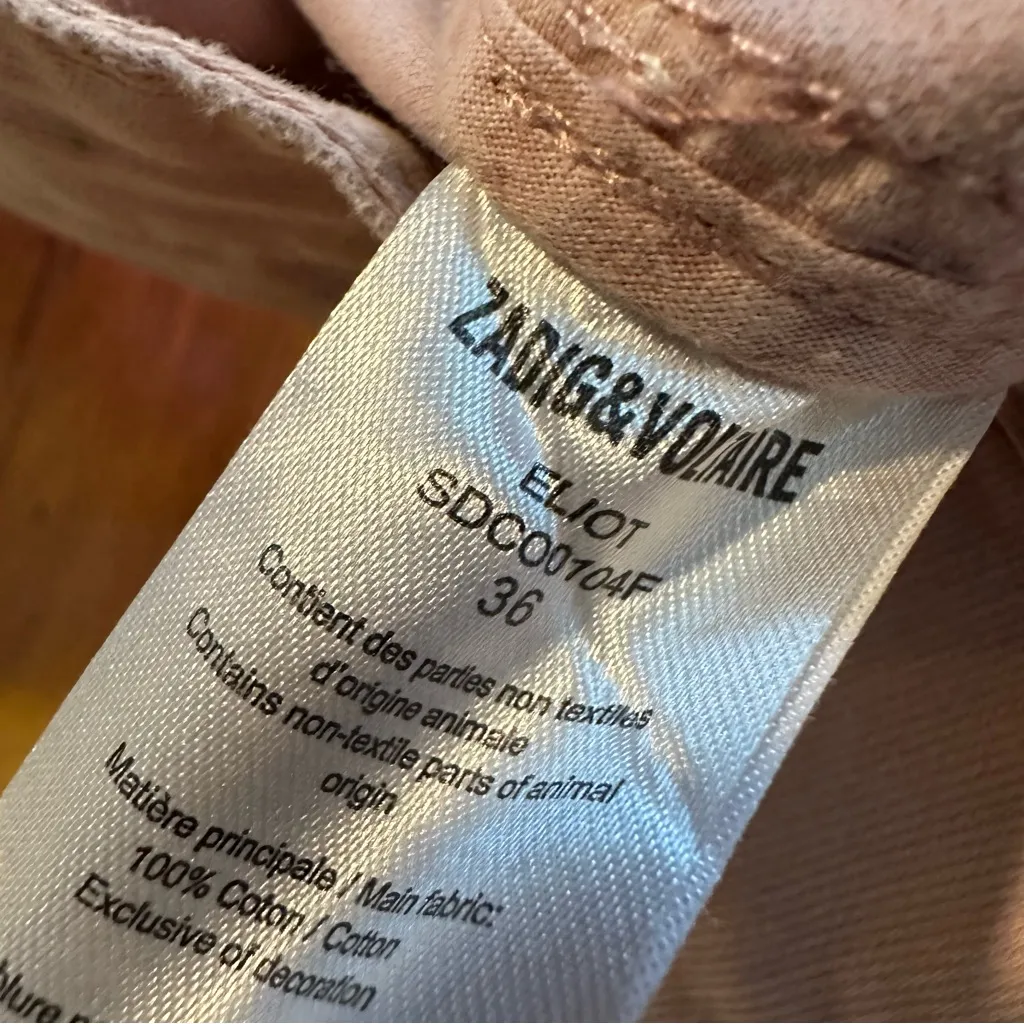 ZADIG&VOLTAIRE
ELIOT
SDCO0104F
36
Contient des parties non textiles
d'origine animale
Contains non-textile parts of animal
origin
Matière principale / Main fabric:
100% Coton / Cotton
Exclusive of decoration